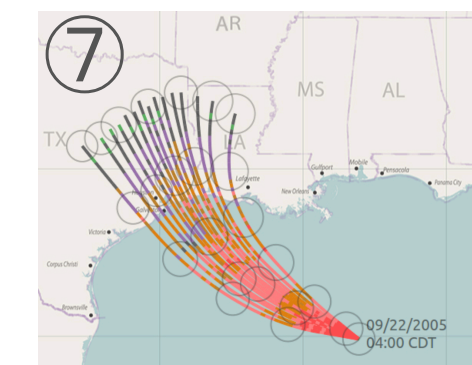 7
AR
MS
AL
TX
LA
Gulfport
Mobile
Pensacola
Panama City
Lafayette
New Orleans
Victoria
Corpus Christi
Brownsville
09/22/2005
04:00 CDT